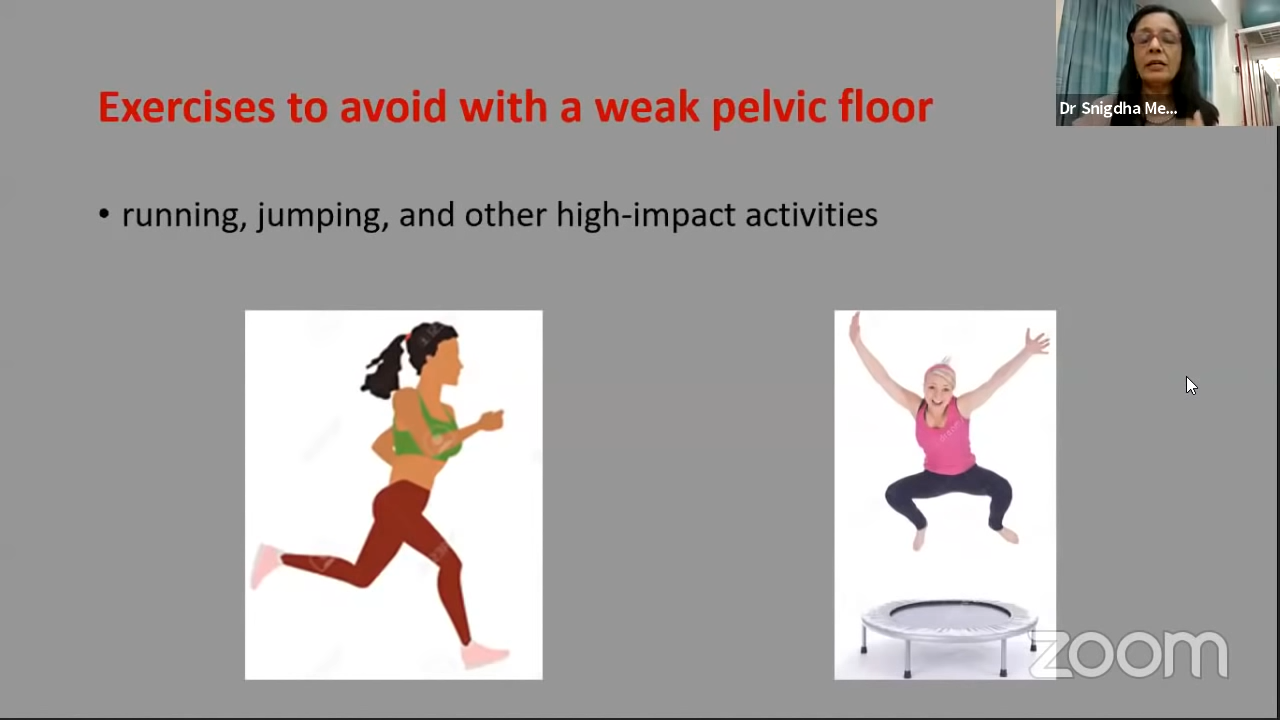 Exercises to avoid with a weak pelvic floor
Dr Snigdha Me...
• running, jumping, and other high-impact activities
zoom